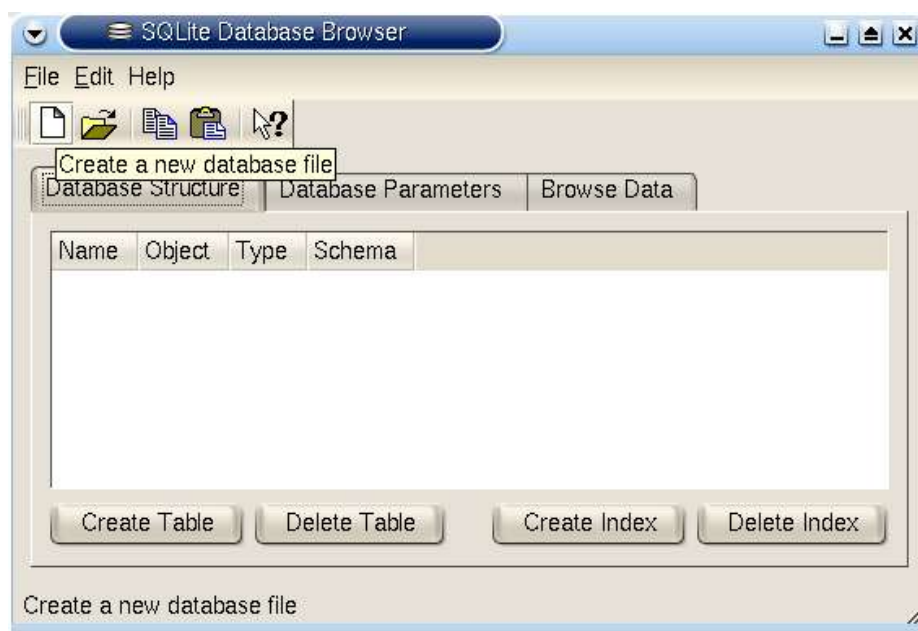 SQLite Database Browser
File Edit Help
Create a new database file
Database Structure Database Parameters Browse Data
Name Object Type Schema
Create Table Delete Table Create Index Delete Index
Create a new database file